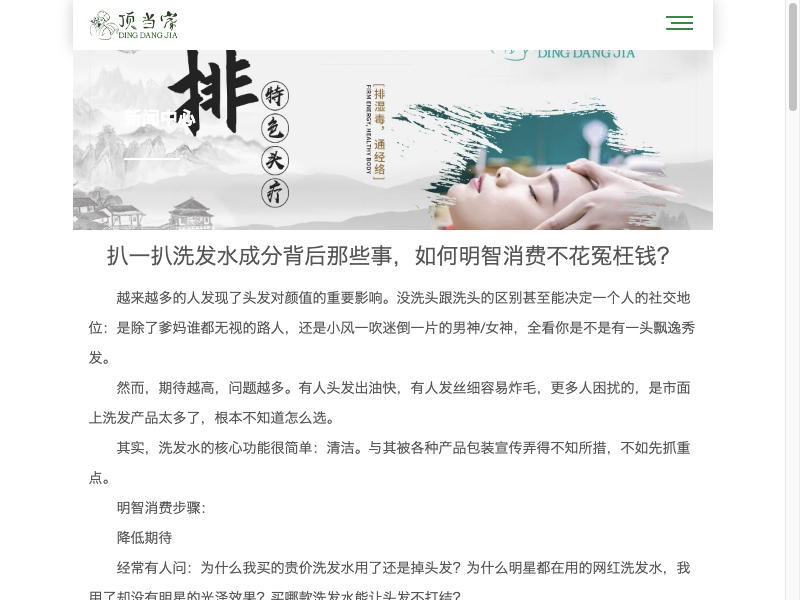 顶当家
DING DANG JIA
DING DANG JIA
排
特色头疗
[排湿毒，通经络]
FIRM ENERGY, HEALTHY BODY
新闻中心
扒一扒洗发水成分背后那些事，如何明智消费不花冤枉钱？
越来越多的人发现了头发对颜值的重要影响。没洗头跟洗头的区别甚至能决定一个人的社交地
位：是除了爹妈谁都无视的路人，还是小风一吹迷倒一片的男神/女神，全看你是不是有一头飘逸秀
发。
然而，期待越高，问题越多。有人头发出油快，有人发丝细容易炸毛，更多人困扰的，是市面
上洗发产品太多了，根本不知道怎么选。
其实，洗发水的核心功能很简单：清洁。与其被各种产品包装宣传弄得不知所措，不如先抓重
点。
明智消费步骤：
降低期待
经常有人问：为什么我买的贵价洗发水用了还是掉头发？为什么明星都在用的网红洗发水，我
用了却没有明星的光泽效果？买哪款洗发水能让头发不打结？